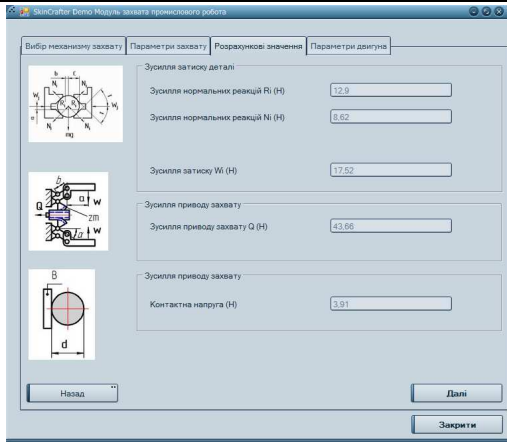 SkinCrafter Demo Модуль захвата промислового робота
Вибір механизму захвату
Параметри захвату
Розрахункові значення
Параметри двигуна
Зусилля затиску деталі
Зусилля нормальних реакцій Ri (Н)
12,9
Зусилля нормальних реакцій Ni (Н)
8,62
Зусилля затиску Wi (Н)
17,52
Зусилля приводу захвату
Зусилля приводу захвату Q (Н)
43,66
Зусилля приводу захвату
Контактна напруга (Н)
3,91
mg
b
a
W
Q
zm
W
a
B
d
Назад
Далі
Закрити